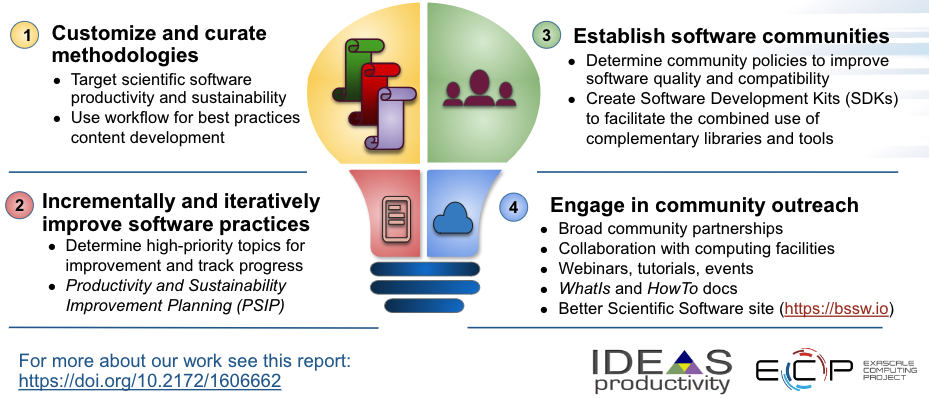 1
Customize and curate
methodologies
● Target scientific software
productivity and sustainability
● Use workflow for best practices
content development
2
Incrementally and iteratively
improve software practices
● Determine high-priority topics for
improvement and track progress
● Productivity and Sustainability
Improvement Planning (PSIP)
3
Establish software communities
● Determine community policies to improve
software quality and compatibility
● Create Software Development Kits (SDKs)
to facilitate the combined use of
complementary libraries and tools
4
Engage in community outreach
● Broad community partnerships
● Collaboration with computing facilities
● Webinars, tutorials, events
● WhatIs and HowTo docs
● Better Scientific Software site (https://bssw.io)
For more about our work see this report:
https://doi.org/10.2172/1606662
IDEAS
productivity
ECP
EXASCALE
COMPUTING
PROJECT